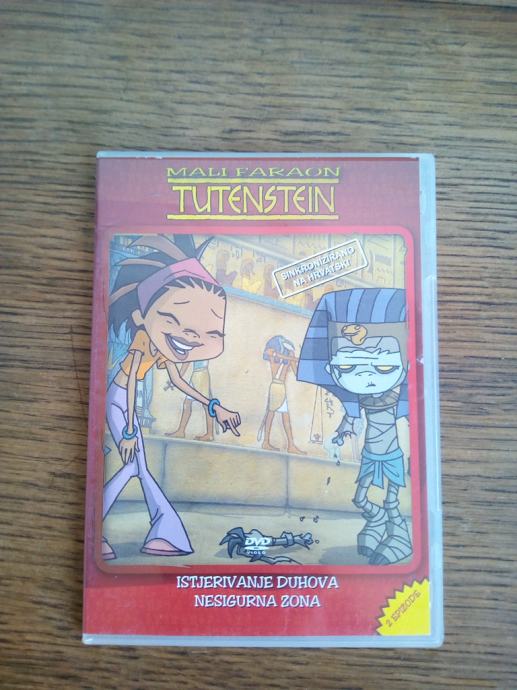 MALI FARAON
TUTENSTEIN
SINKRONIZIRANO
NA HRVATSKI
DVD
VIDEO
ISTJERIVANJE DUHOVA
NESIGURNA ZONA
2 EPIZODE